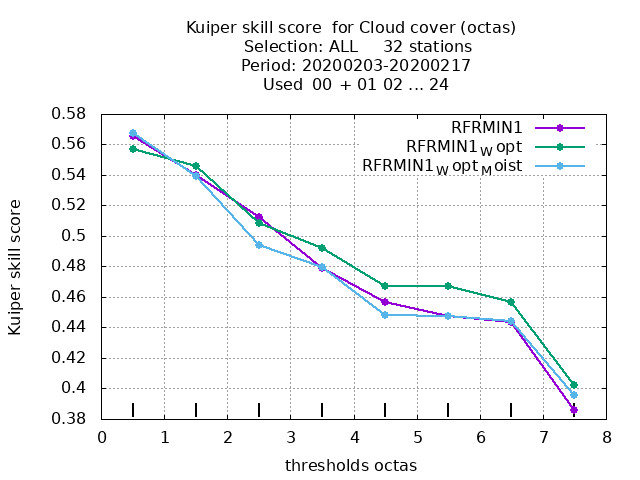 Kuiper skill score  for Cloud cover (octas)
Selection: ALL     32 stations
Period: 20200203-20200217
Used  00  + 01 02 ... 24
RFRMIN1
RFRMIN1_W opt
RFRMIN1_W opt_M oist
Kuiper skill score
0.58
0.56
0.54
0.52
0.5
0.48
0.46
0.44
0.42
0.4
0.38
0 1 2 3 4 5 6 7 8
thresholds octas